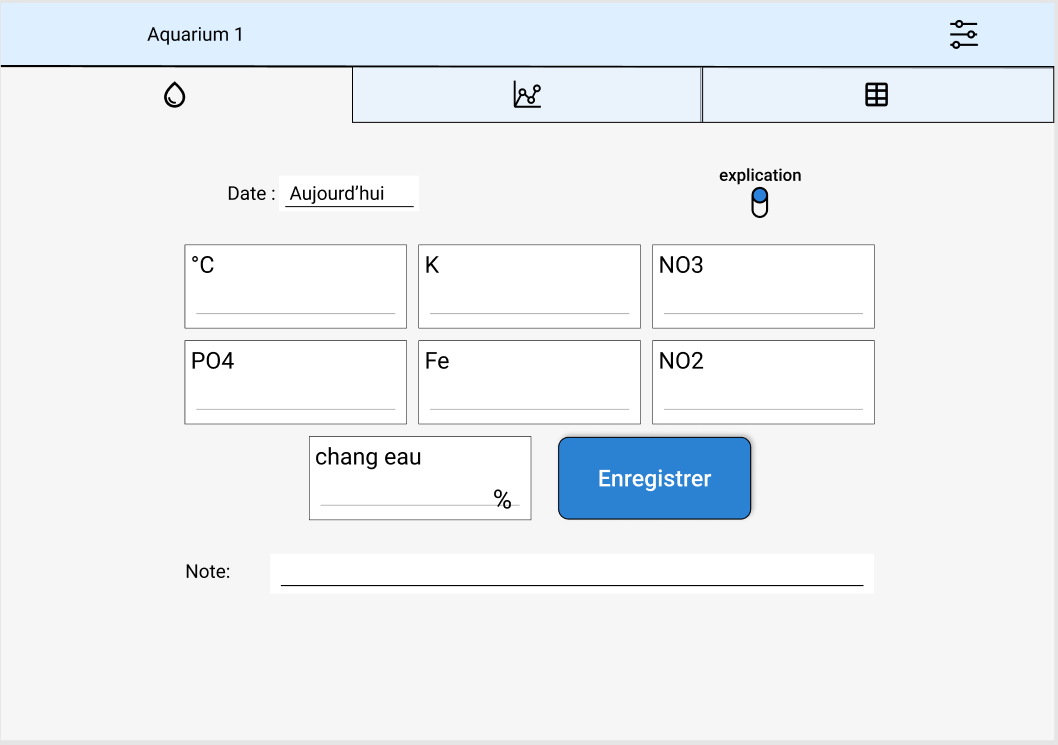 Aquarium 1
Date : Aujourd’hui
explication
°C
K
NO3
PO4
Fe
NO2
chang eau
%
Enregistrer
Note: